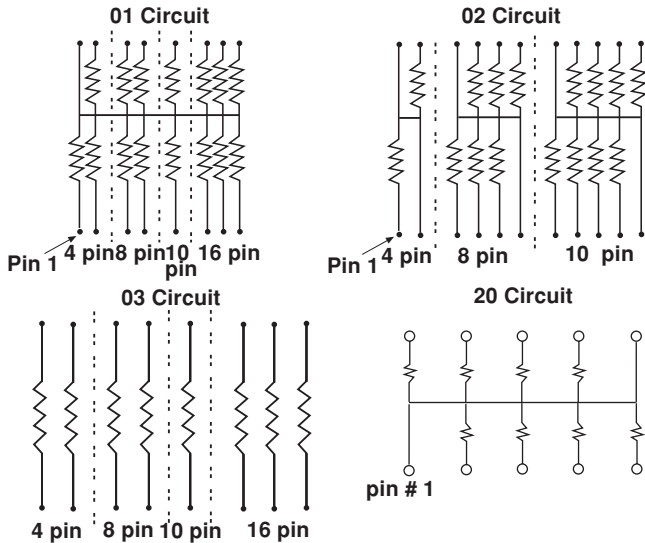 01 Circuit
02 Circuit
4 pin 8 pin 10 pin 16 pin
Pin 1
4 pin 8 pin 10 pin
Pin 1
03 Circuit
20 Circuit
4 pin 8 pin 10 pin 16 pin
pin # 1